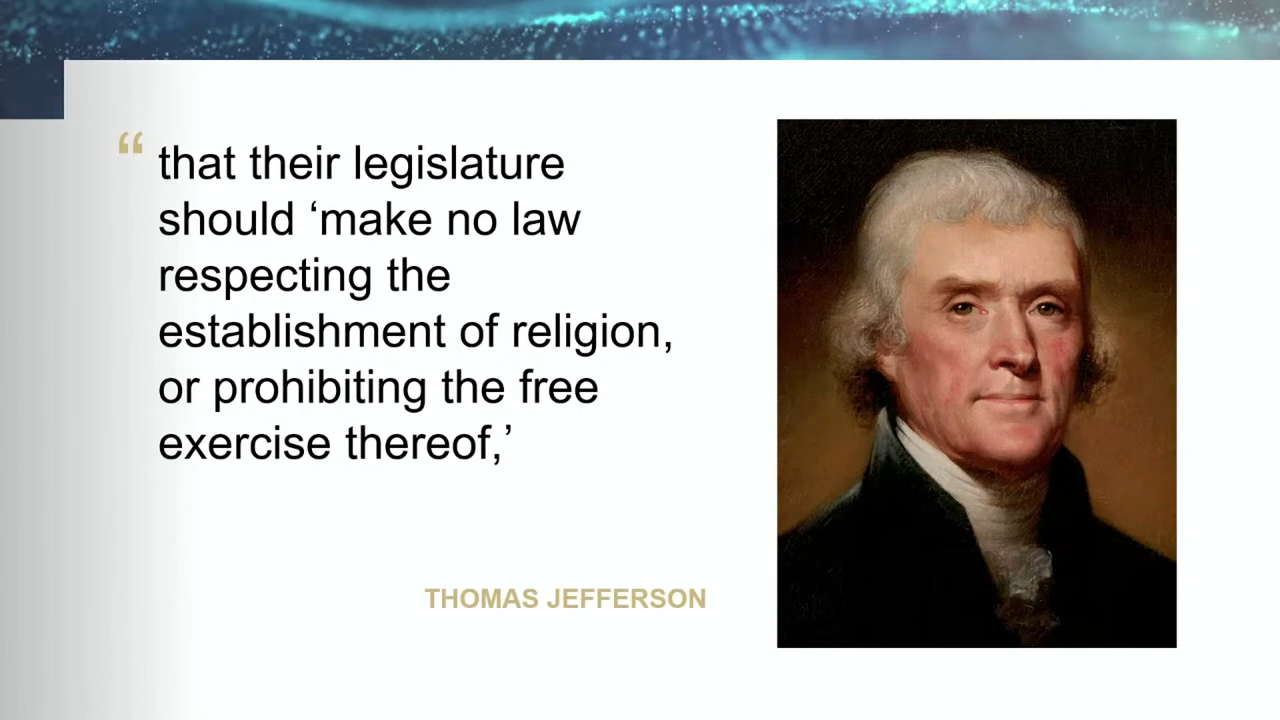 “ that their legislature
should ‘make no law
respecting the
establishment of religion,
or prohibiting the free
exercise thereof,’
THOMAS JEFFERSON